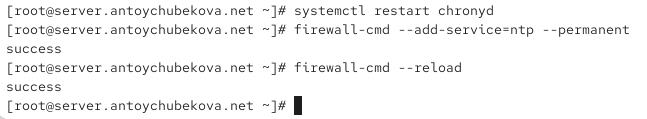 [root@server.antoychubekova.net ~]# systemctl restart chronyd
[root@server.antoychubekova.net ~]# firewall-cmd --add-service=ntp --permanent
success
[root@server.antoychubekova.net ~]# firewall-cmd --reload
success
[root@server.antoychubekova.net ~]#